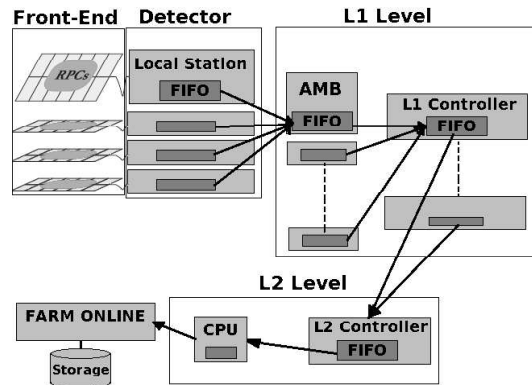 Front-End
Detector
L1 Level
RPCs
Local Station
FIFO
AMB
FIFO
L1 Controller
FIFO
L2 Level
FARM ONLINE
Storage
CPU
L2 Controller
FIFO